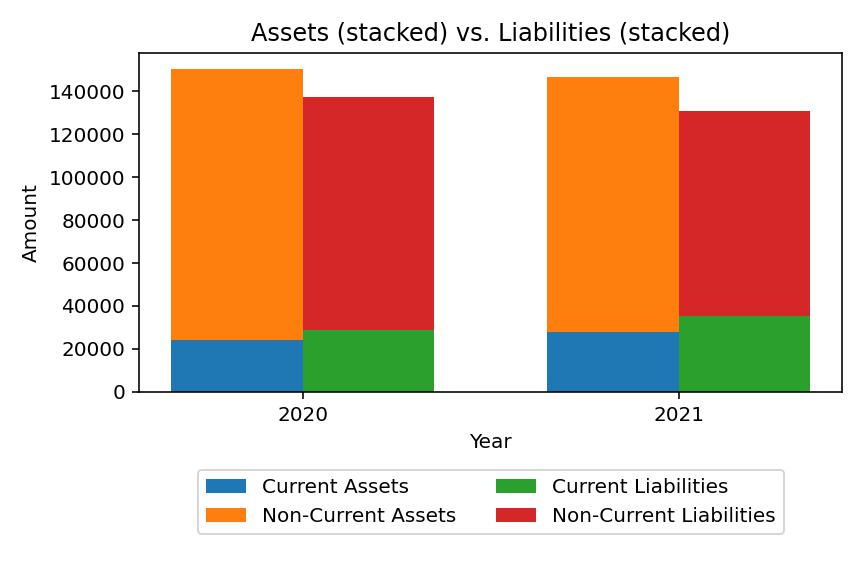 Assets (stacked) vs. Liabilities (stacked)
140000
120000
100000
80000
60000
40000
20000
0
Amount
2020 2021
Year
Current Assets Current Liabilities
Non-Current Assets Non-Current Liabilities